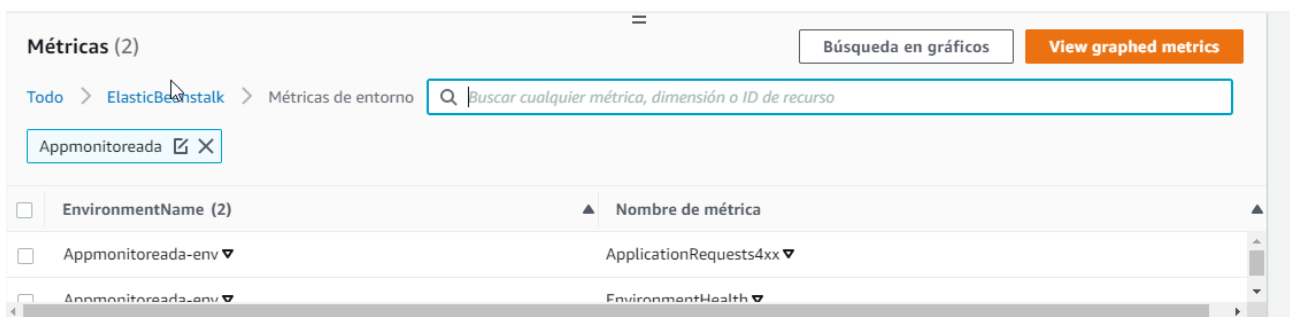 Métricas (2)
Búsqueda en gráficos
View graphed metrics
Todo > ElasticBeanstalk > Métricas de entorno
Buscar cualquier métrica, dimensión o ID de recurso
Appmonitoreada
EnvironmentName (2)
Nombre de métrica
Appmonitoreada-env
ApplicationRequests4xx
Appmonitoreada-env
EnvironmentHealth